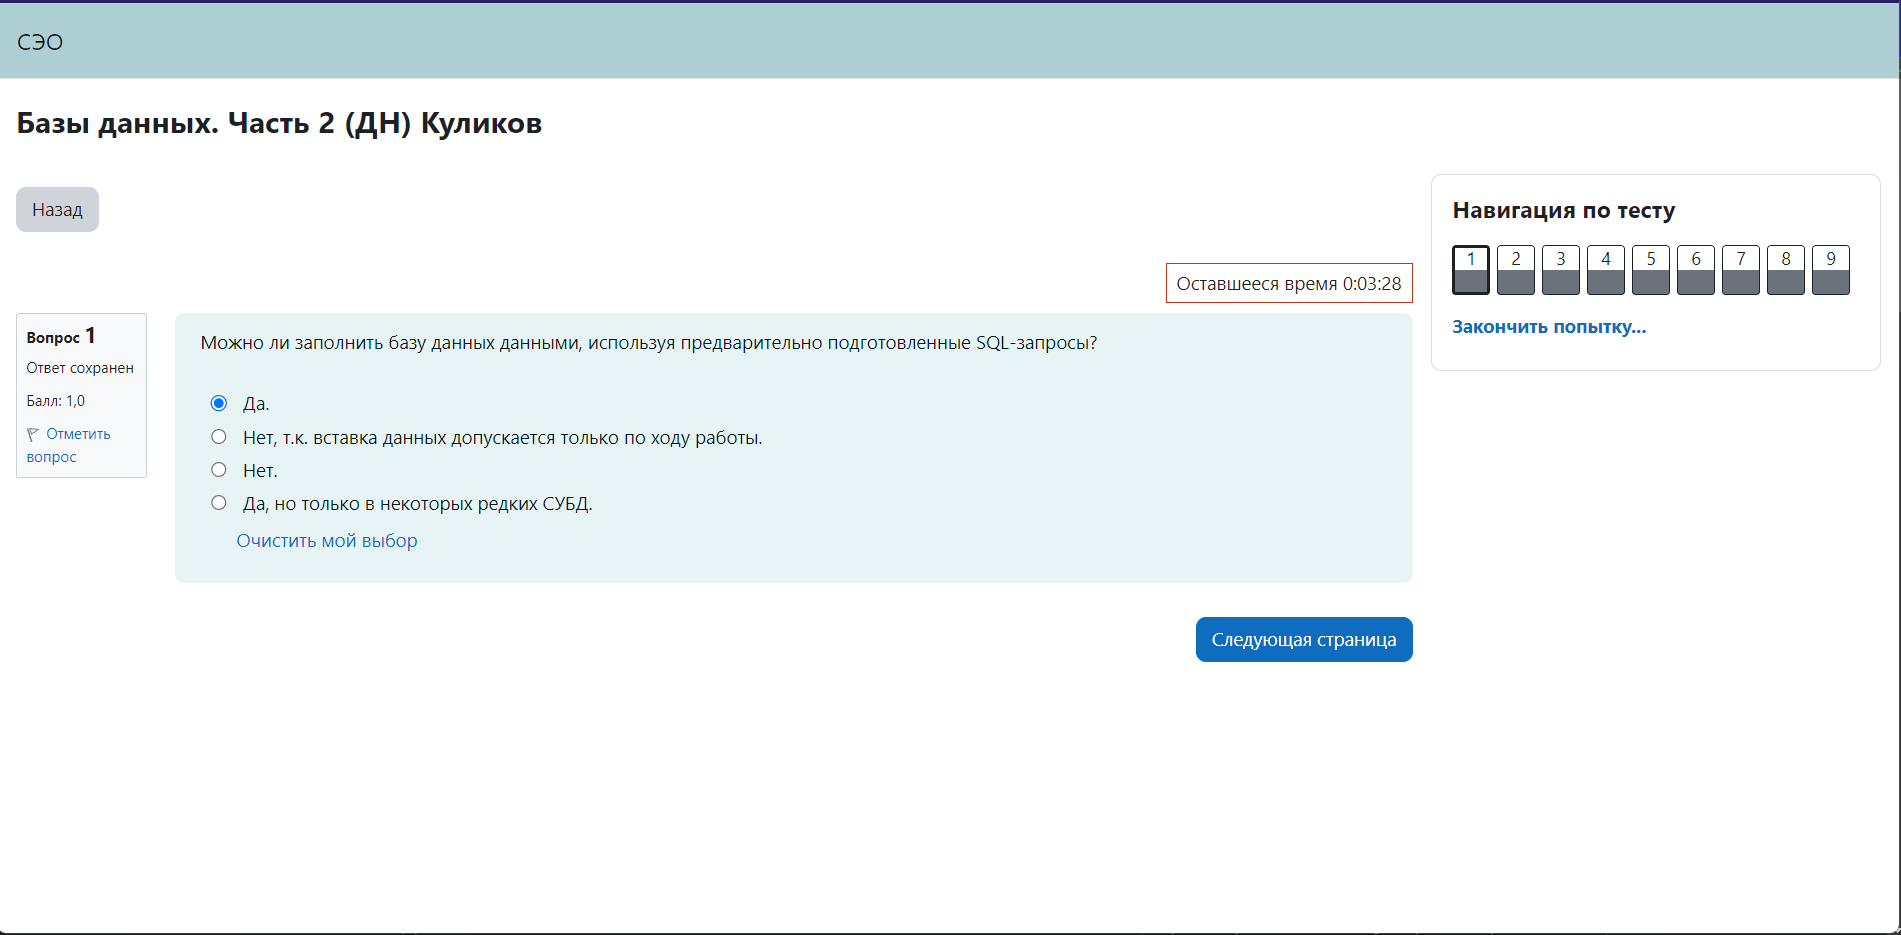 СЭО
Базы данных. Часть 2 (ДН) Куликов
Назад
Оставшееся время 0:03:28
Вопрос 1
Ответ сохранен
Балл: 1,0
Отметить
вопрос
Можно ли заполнить базу данных данными, используя предварительно подготовленные SQL-запросы?
Да.
Нет, т.к. вставка данных допускается только по ходу работы.
Нет.
Да, но только в некоторых редких СУБД.
Очистить мой выбор
Следующая страница
Навигация по тесту
1 2 3 4 5 6 7 8 9
Закончить попытку...